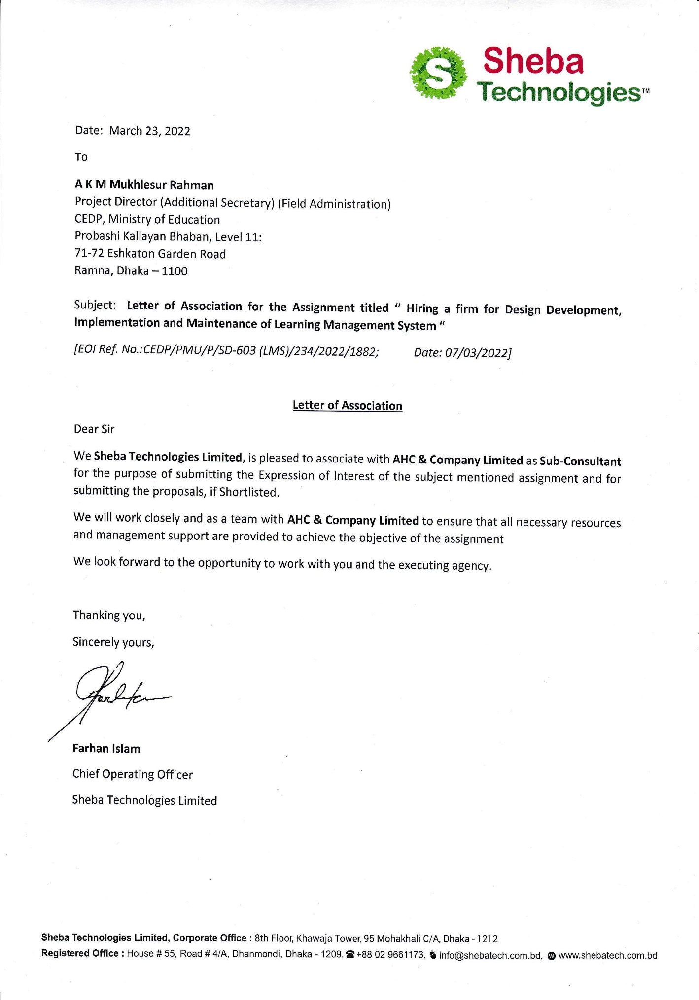 Sheba
Technologies™
Date: March 23, 2022
To
A K M Mukhlesur Rahman
Project Director (Additional Secretary) (Field Administration)
CEDP, Ministry of Education
Probashi Kallayan Bhaban, Level 11:
71-72 Eshkaton Garden Road
Ramna, Dhaka – 1100
Subject: Letter of Association for the Assignment titled “ Hiring a firm for Design Development,
Implementation and Maintenance of Learning Management System “
[EOI Ref. No.:CEDP/PMU/P/SD-603 (LMS)/234/2022/1882; Date: 07/03/2022]
Letter of Association
Dear Sir
We Sheba Technologies Limited, is pleased to associate with AHC & Company Limited as Sub-Consultant
for the purpose of submitting the Expression of Interest of the subject mentioned assignment and for
submitting the proposals, if Shortlisted.
We will work closely and as a team with AHC & Company Limited to ensure that all necessary resources
and management support are provided to achieve the objective of the assignment
We look forward to the opportunity to work with you and the executing agency.
Thanking you,
Sincerely yours,
Farhan Islam
Chief Operating Officer
Sheba Technologies Limited
Sheba Technologies Limited, Corporate Office : 8th Floor, Khawaja Tower, 95 Mohakhali C/A, Dhaka - 1212
Registered Office : House # 55, Road # 4/A, Dhanmondi, Dhaka - 1209. ☎ +88 02 9661173, info@shebatech.com.bd, www.shebatech.com.bd